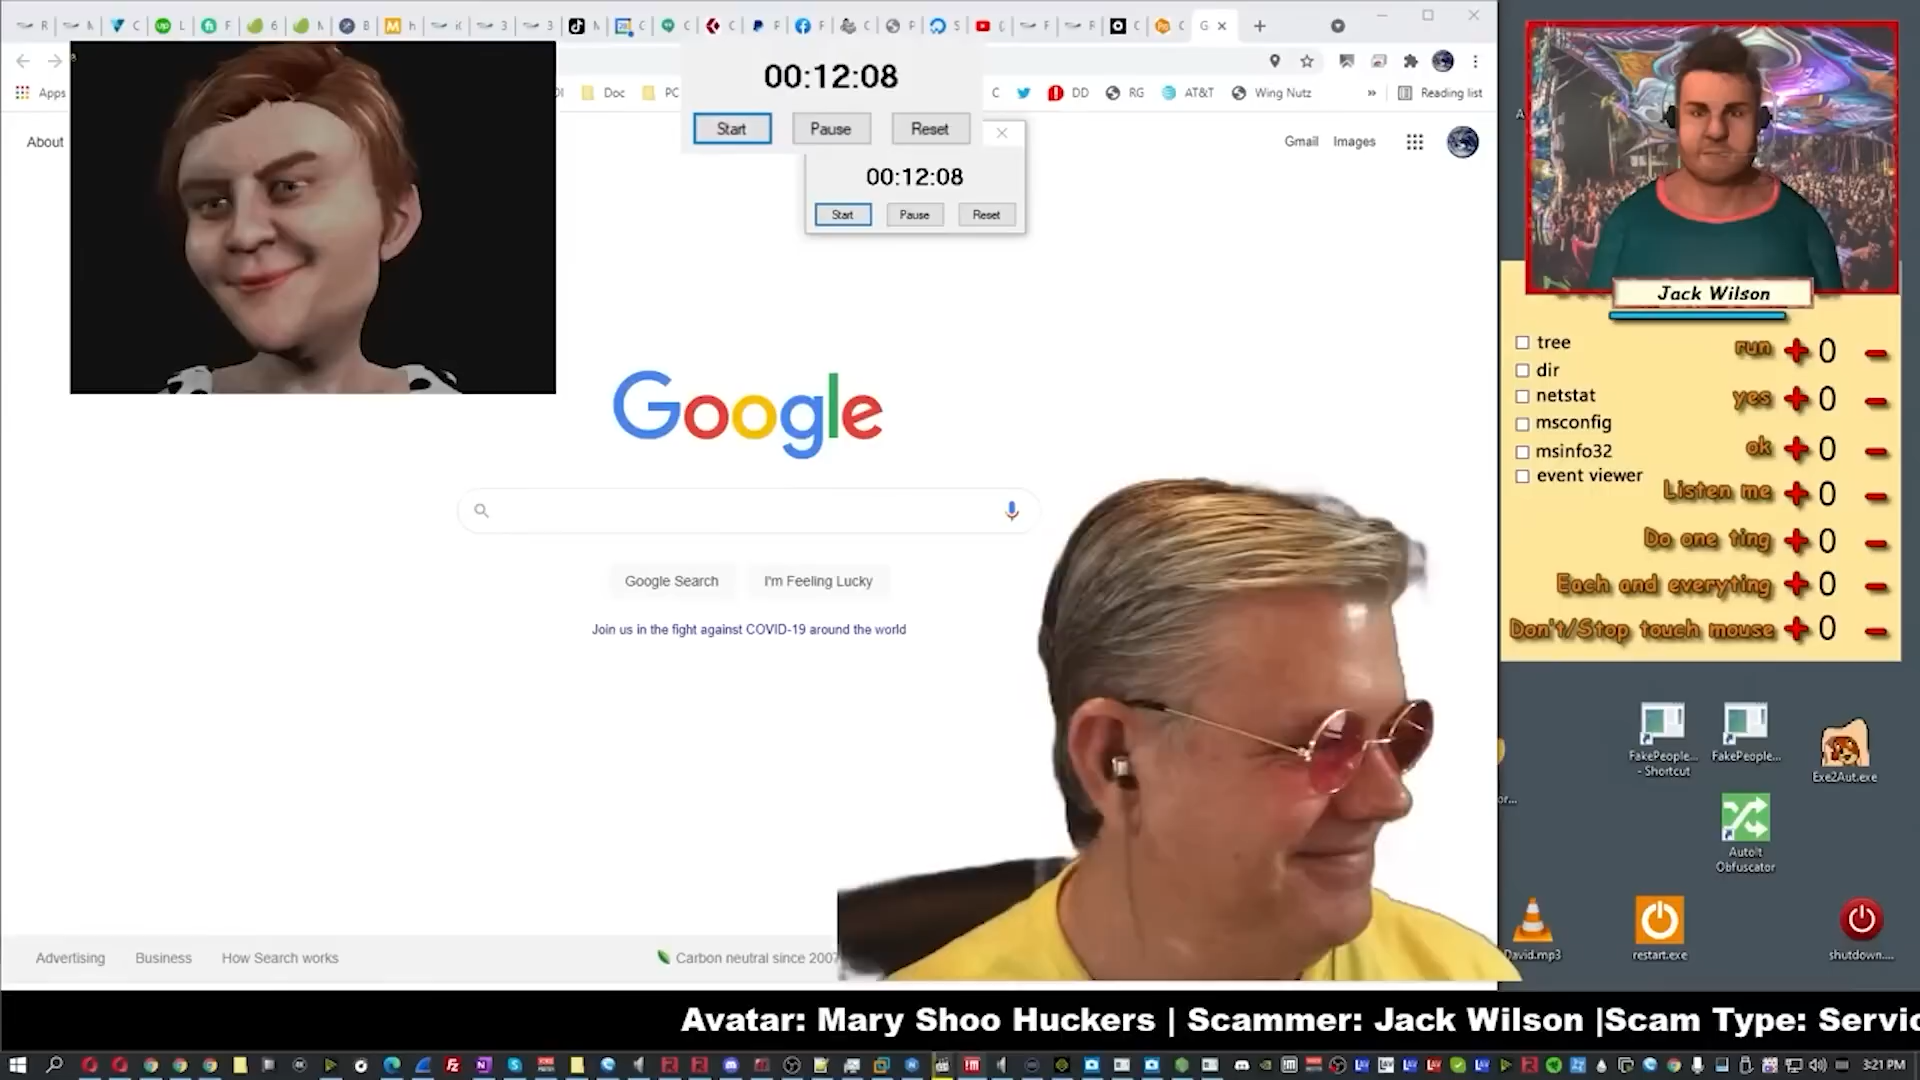 00:12:08
Start Pause Reset
00:12:08
Start Pause Reset
Apps
Doc
PC
C
DD
RG
AT&T
Wing Nutz
»
Reading list
About
Gmail Images
Google
Google Search
I'm Feeling Lucky
Join us in the fight against COVID-19 around the world
Advertising Business How Search works
Carbon neutral since 2007
Jack Wilson
tree
dir
netstat
msconfig
msinfo32
event viewer
run + 0 -
yes + 0 -
ok + 0 -
Listen me + 0 -
Do one ting + 0 -
Each and everyting + 0 -
Don't/Stop touch mouse + 0 -
FakePeople...
- Shortcut
FakePeople...
Exe2Aut.exe
AutoIt
Obfuscator
David.mp3
restart.exe
shutdown....
Avatar: Mary Shoo Huckers | Scammer: Jack Wilson |Scam Type: Servic
3:21 PM